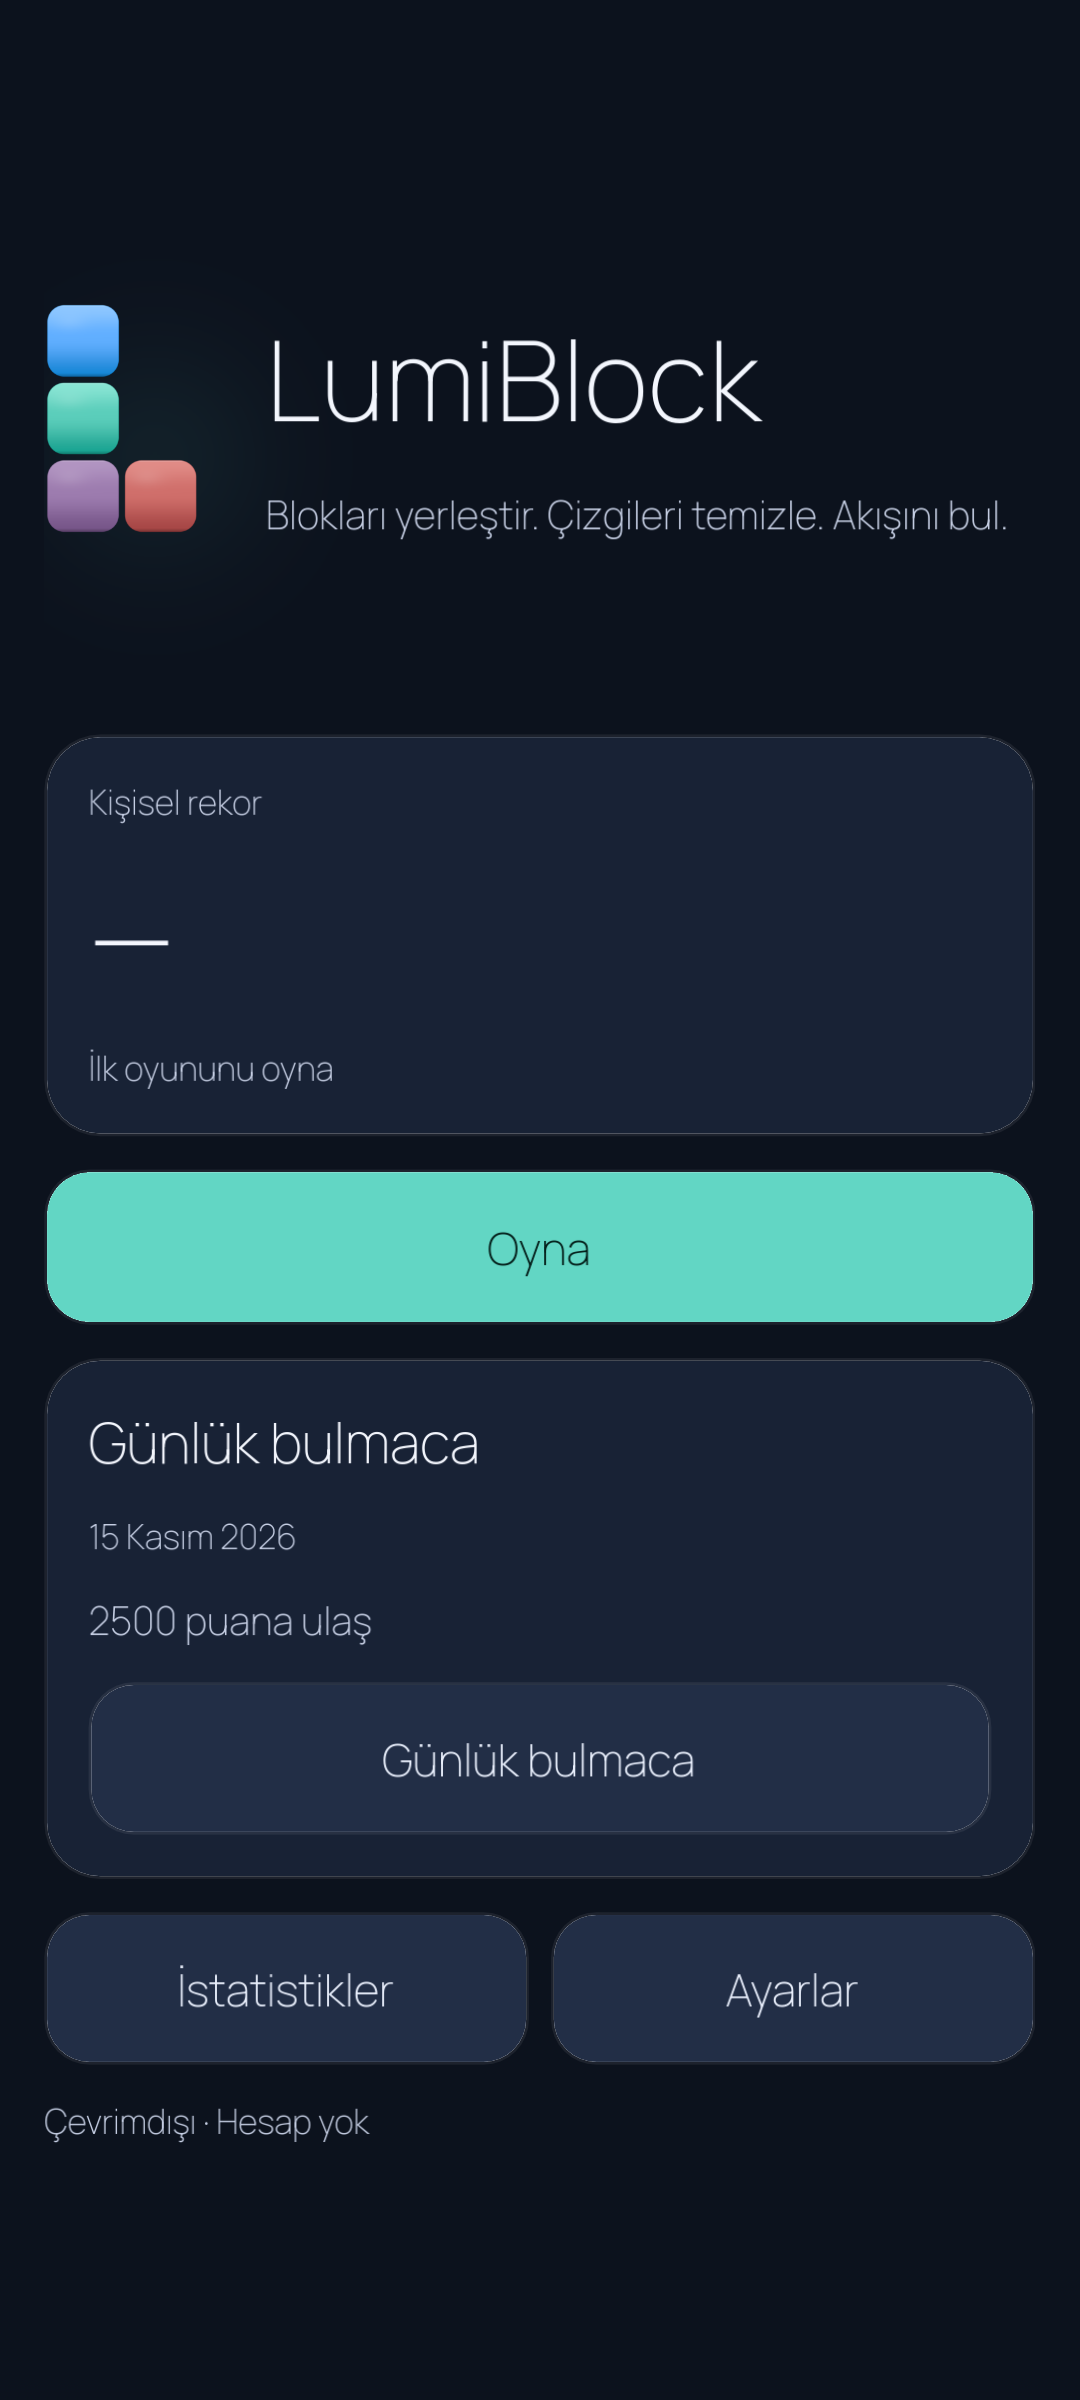 LumiBlock
Blokları yerleştir. Çizgileri temizle. Akışını bul.
Kişisel rekor
—
İlk oyununu oyna
Oyna
Günlük bulmaca
15 Kasım 2026
2500 puana ulaş
Günlük bulmaca
İstatistikler
Ayarlar
Çevrimdışı · Hesap yok